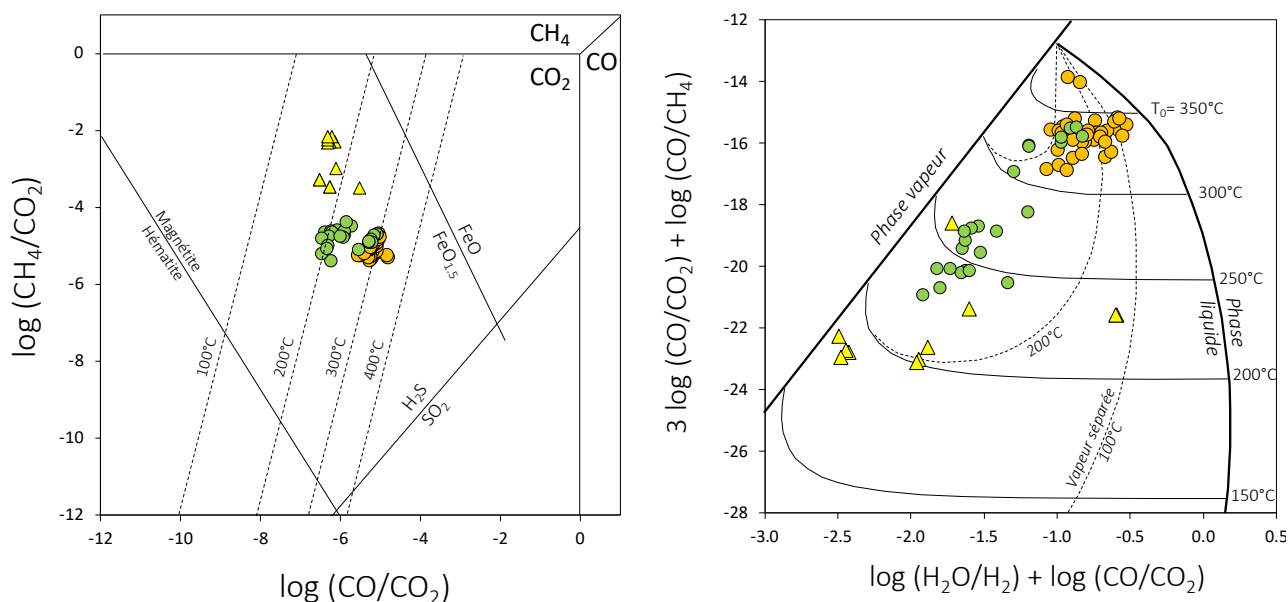 CH₄
CO₂
CO
0
-2
-4
-6
-8
-10
-12
-12
-10
-8
-6
-4
-2
0
log (CH₄/CO₂)
log (CO/CO₂)
Magnétite
Hématite
FeO
FeO₁.₅
H₂S
SO₂
100°C
200°C
300°C
400°C
-12
-14
-16
-18
-20
-22
-24
-26
-28
-3.0
-2.5
-2.0
-1.5
-1.0
-0.5
0.0
0.5
3 log (CO/CO₂) + log (CO/CH₄)
log (H₂O/H₂) + log (CO/CO₂)
Phase vapeur
T₀= 350°C
300°C
250°C
Phase
liquide
200°C
200°C
Vapeur séparée
100°C
150°C